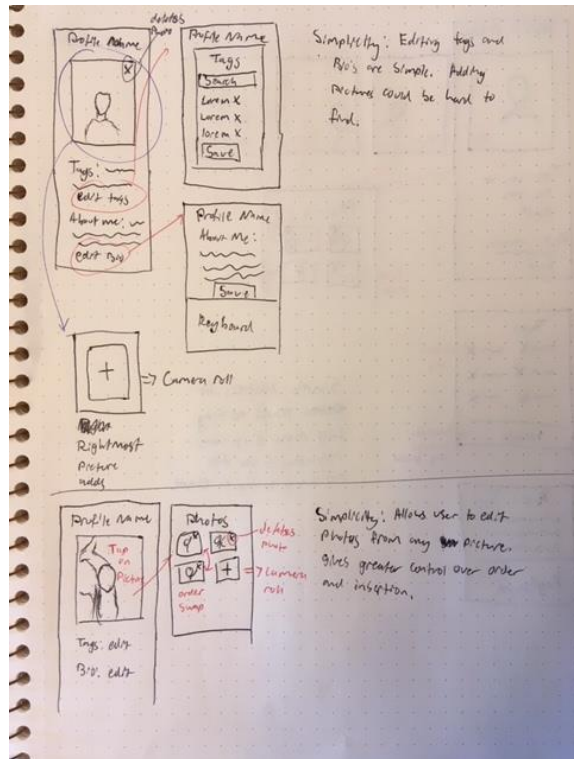 deletes
photo
Profile Name
X
Tags:
edit tags
About me:
edit Bio
Profile Name
Tags
Search
Lorem X
Lorem X
lorem X
Save
Profile Name
About Me:
Save
Keyboard
+
=> Camera roll
Rightmost
Picture
adds
Simplicity: Editing tags and
Bio's are simple. Adding
pictures could be hard to
find.
Profile Name
Tap
on
Picture
Tags: edit
Bio: edit
Photos
x
x
x
+
deletes
photo
=> Camera
roll
order
swap
Simplicity: Allows user to edit
photos from any picture.
gives greater control over order
and insertion.